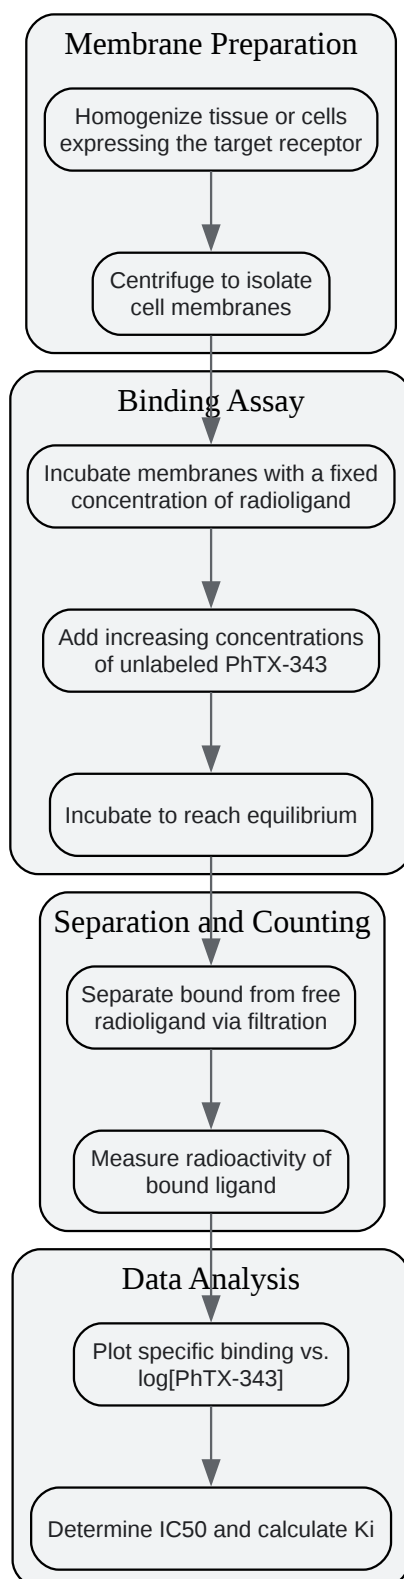 Membrane Preparation
Homogenize tissue or cells
expressing the target receptor
Centrifuge to isolate
cell membranes
Binding Assay
Incubate membranes with a fixed
concentration of radioligand
Add increasing concentrations
of unlabeled PhTX-343
Incubate to reach equilibrium
Separation and Counting
Separate bound from free
radioligand via filtration
Measure radioactivity of
bound ligand
Data Analysis
Plot specific binding vs.
log[PhTX-343]
Determine IC50 and calculate Ki